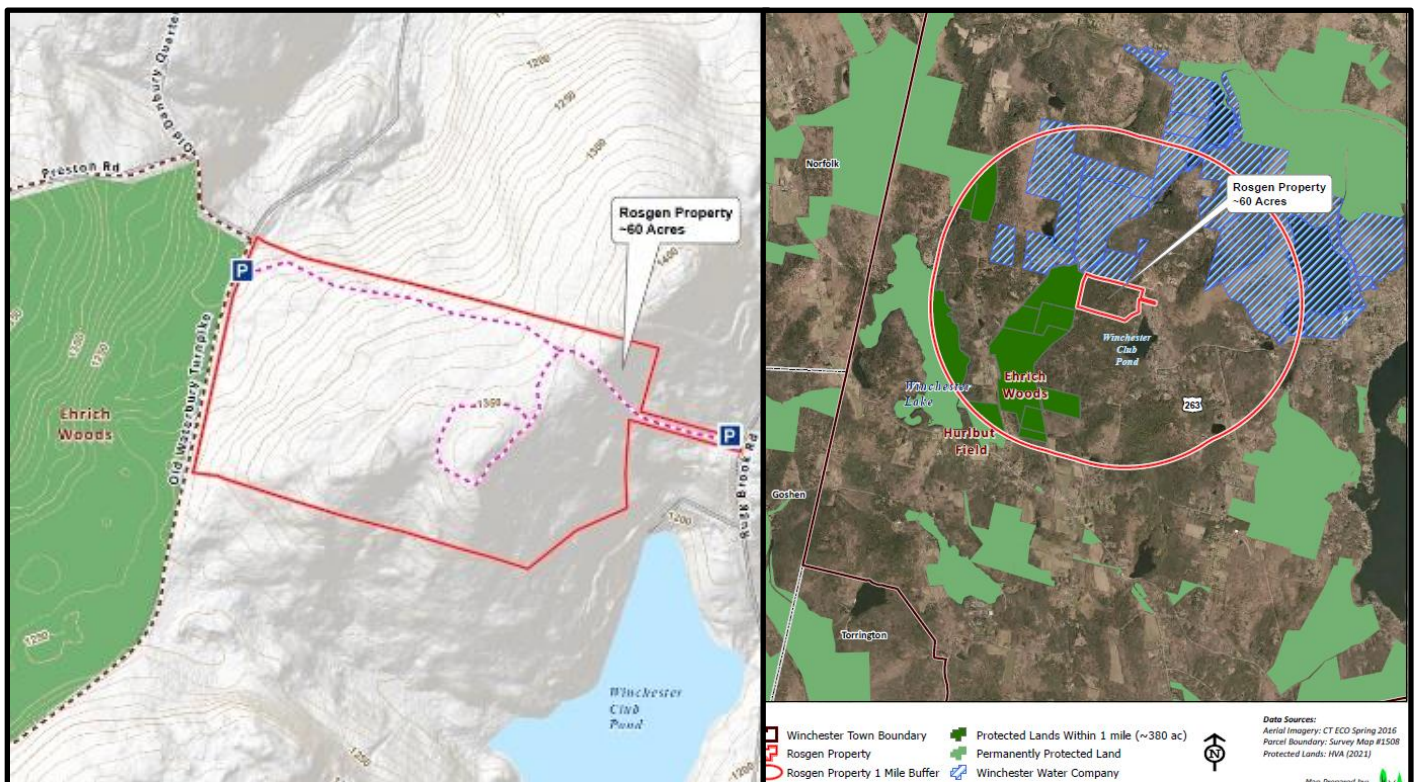 Old Danbury Quarter
Preston Rd
1200
1250
1300
Rosgen Property
~60 Acres
1400
P
1350
1300
1250
Old Waterbury Turnpike
Ehrich
Woods
1350
P
Rugg Brook Rd
1200
1250
Winchester
Club
Pond
1250
1200
Norfolk
Rosgen Property
~60 Acres
Winchester
Club
Pond
Ehrich
Woods
Winchester
Lake
263
Hurlbut
Field
Goshen
Torrington
Winchester Town Boundary
Rosgen Property
Rosgen Property 1 Mile Buffer
Protected Lands Within 1 mile (~380 ac)
Permanently Protected Land
Winchester Water Company
N
Data Sources:
Aerial Imagery: CT ECO Spring 2016
Parcel Boundary: Survey Map #1508
Protected Lands: HVA (2021)
Map Prepared by: